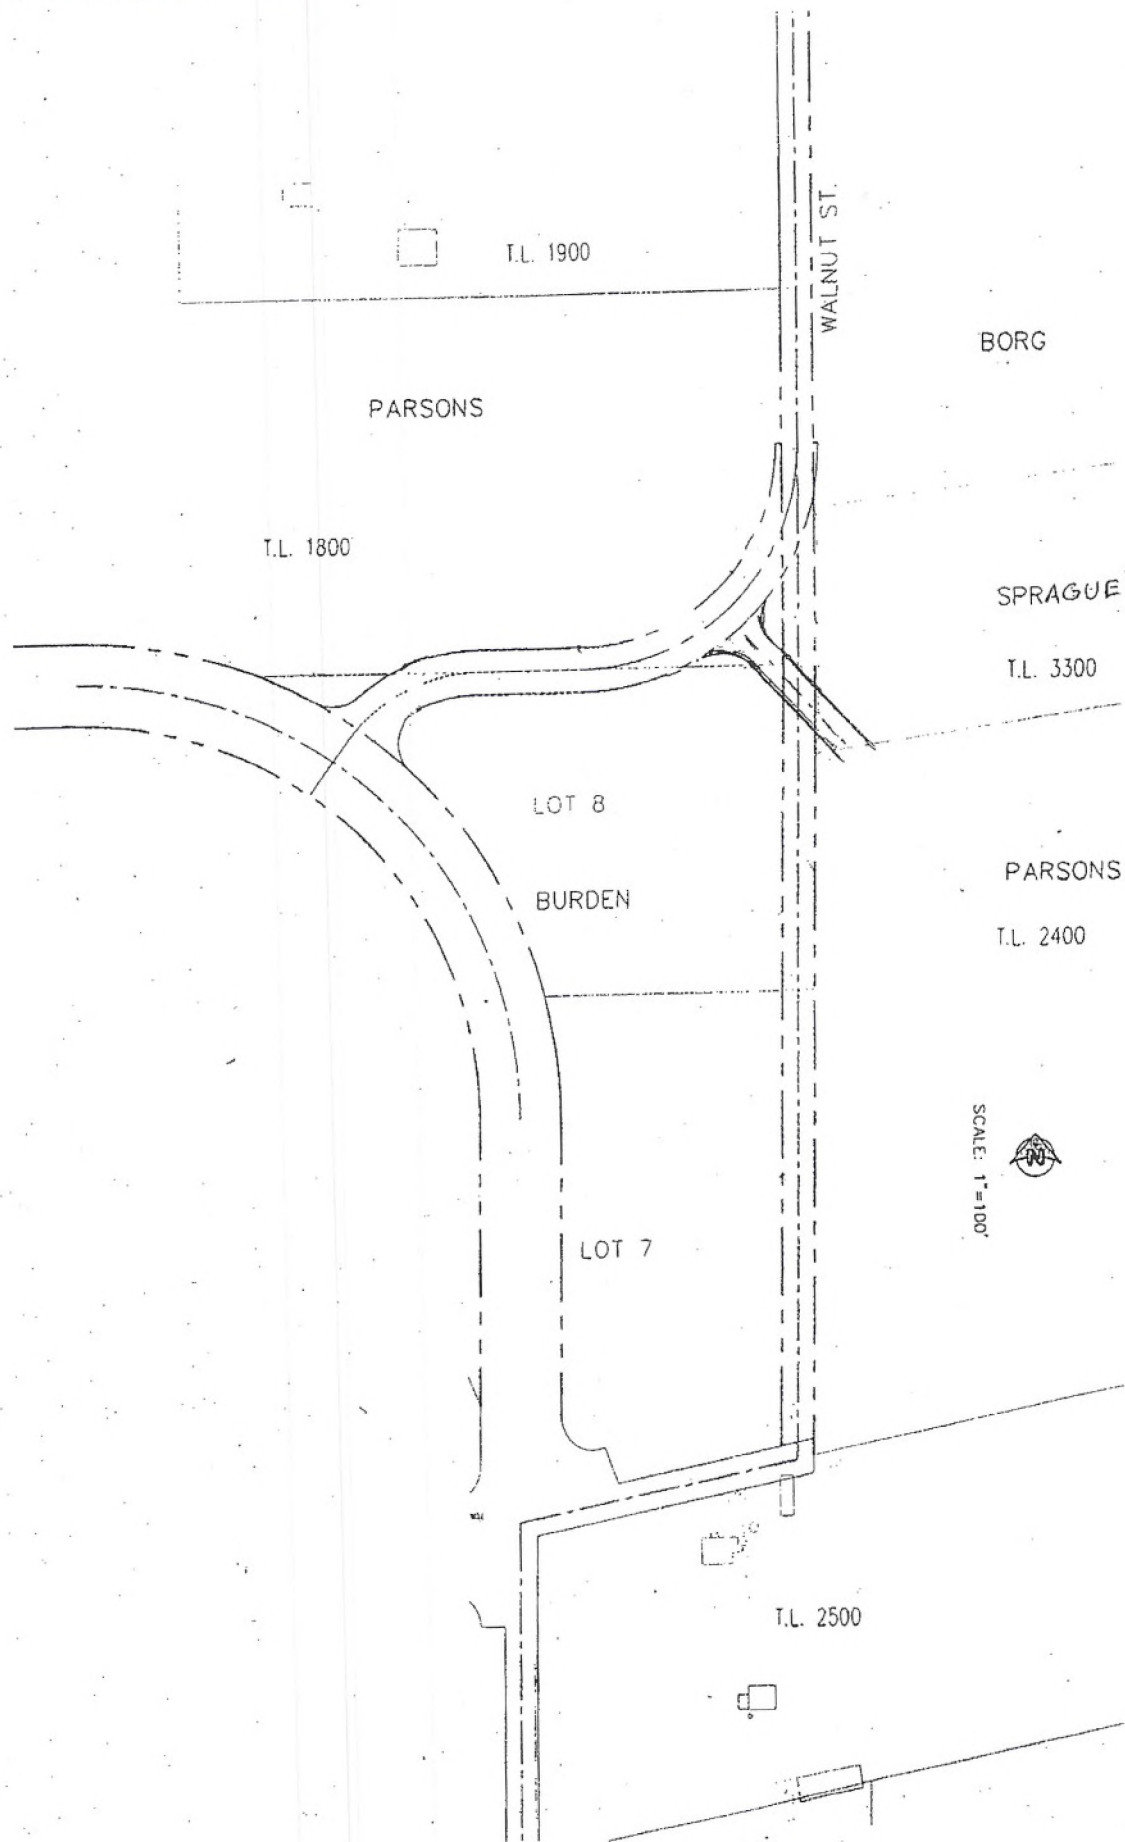 T.L. 1900
WALNUT ST.
BORG
PARSONS
T.L. 1800
SPRAGUE
T.L. 3300
LOT 8
BURDEN
PARSONS
T.L. 2400
N
SCALE: 1"=100'
LOT 7
T.L. 2500